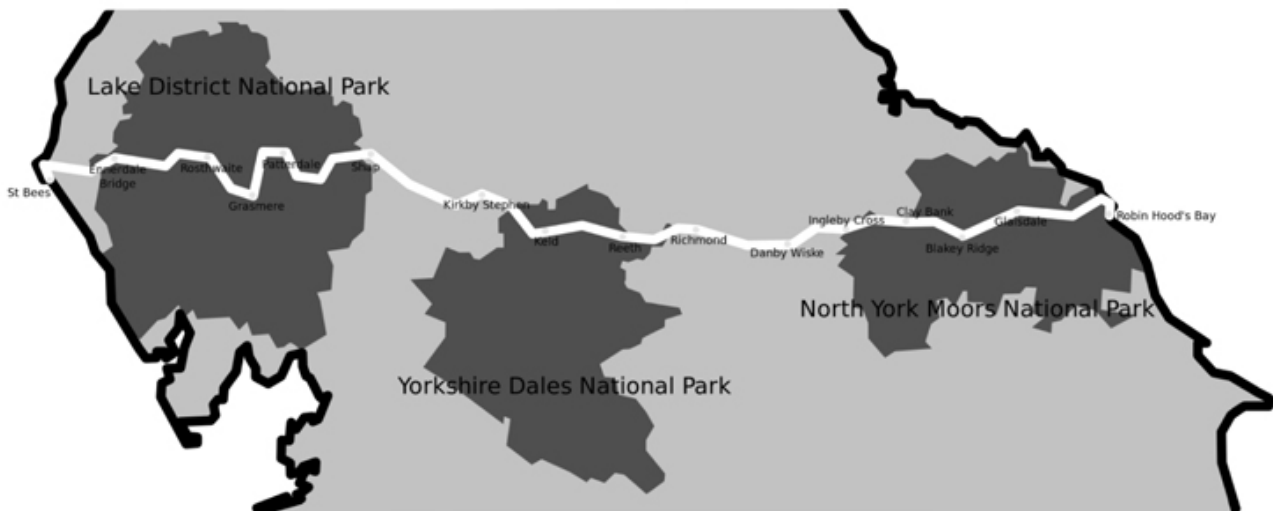 Lake District National Park
St Bees
Ennerdale
Bridge
Rosthwaite
Grasmere
Patterdale
Shap
Kirkby Stephen
Keld
Reeth
Richmond
Danby Wiske
Ingleby Cross
Clay Bank
Blakey Ridge
Glaisdale
Robin Hood's Bay
North York Moors National Park
Yorkshire Dales National Park